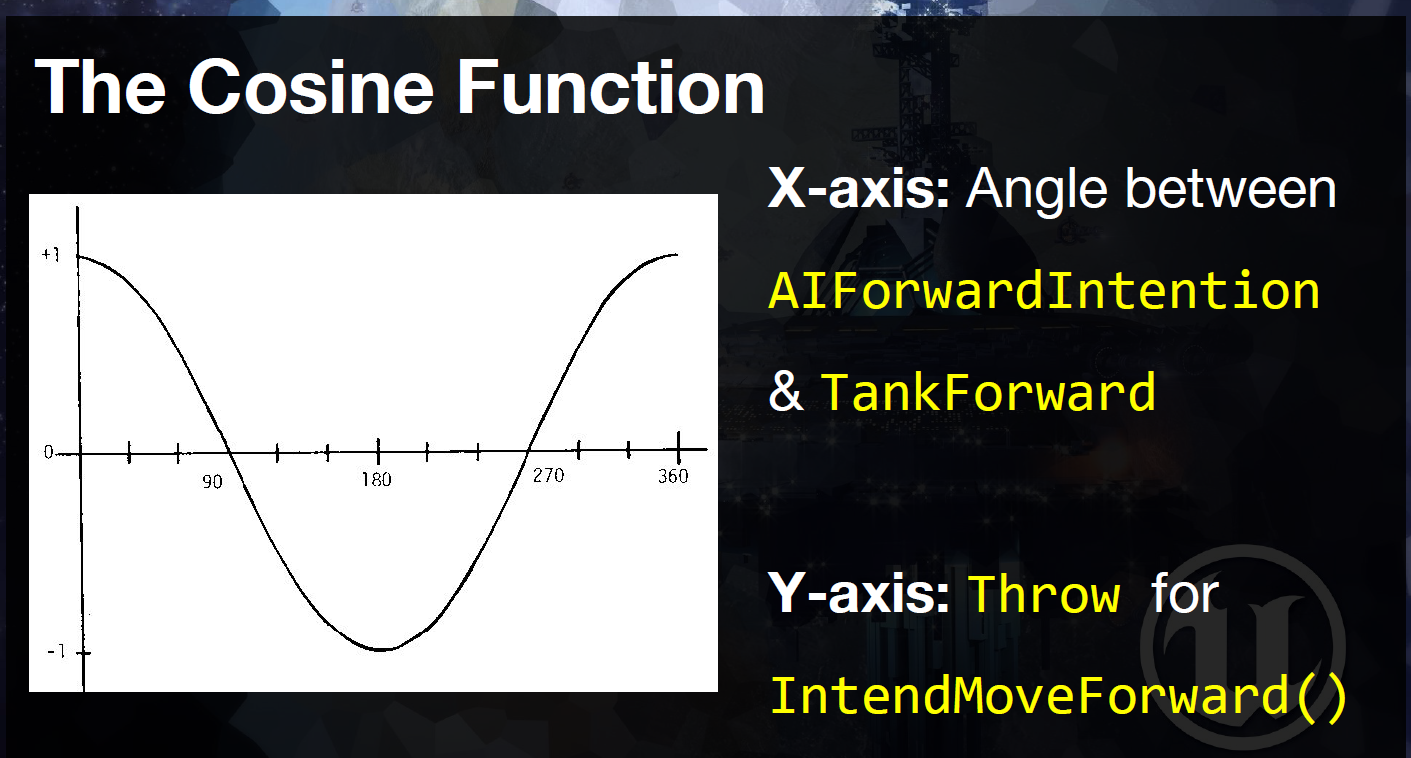 The Cosine Function
X-axis: Angle between
AIForwardIntention
& TankForward
Y-axis: Throw for
IntendMoveForward()
+1
0
90
180
270
360
-1